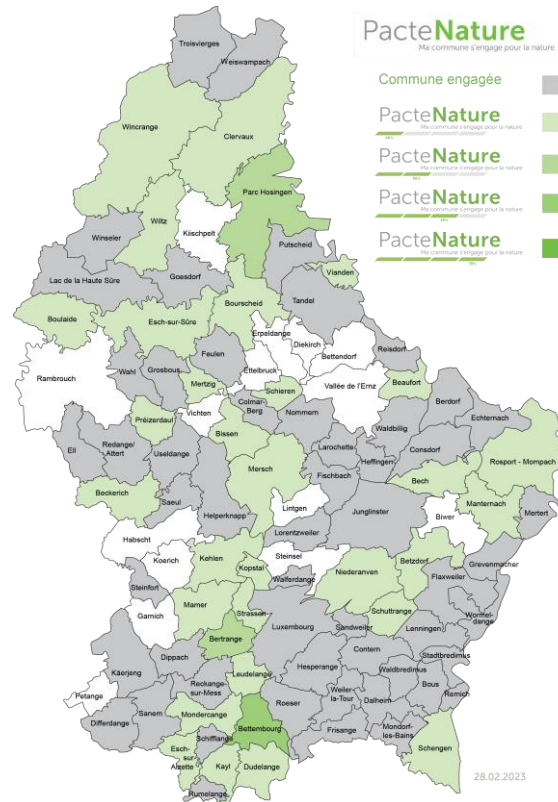 PacteNature
Ma commune s'engage pour la nature
Commune engagée
PacteNature
Ma commune s'engage pour la nature
PacteNature
Ma commune s'engage pour la nature
PacteNature
Ma commune s'engage pour la nature
PacteNature
Ma commune s'engage pour la nature
Troisvierges
Weiswampach
Wincrange
Clervaux
Parc Hosingen
Wiltz
Kiischpelt
Winseler
Putscheid
Vianden
Lac de la Haute Sûre
Goesdorf
Tandel
Bourscheid
Boulaide
Esch-sur-Sûre
Erpeldange
Diekirch
Bettendorf
Reisdorf
Feulen
Ettelbruck
Rambrouch
Wahl
Grosbous
Mertzig
Schieren
Vallée de l'Ernz
Beaufort
Berdorf
Vichten
Colmar-
Berg
Nommern
Echternach
Préizerdaul
Bissen
Waldbillig
Ell
Redange/
Attert
Useldange
Larochette
Heffingen
Consdorf
Rosport - Mompach
Mersch
Fischbach
Bech
Beckerich
Saeul
Helperknapp
Lintgen
Junglinster
Manternach
Biwer
Mertert
Habscht
Lorentzweiler
Koerich
Kehlen
Steinsel
Kopstal
Walferdange
Niederanven
Betzdorf
Grevenmacher
Flaxweiler
Steinfort
Mamer
Strassen
Schuttrange
Wormel-
dange
Garnich
Luxembourg
Sandweiler
Lenningen
Bertrange
Contern
Stadtbredimus
Dippach
Leudelange
Hesperange
Waldbredimus
Käerjeng
Reckange-
sur-Mess
Weiler-
la-Tour
Dalheim
Bous
Remich
Petange
Roeser
Mondercange
Mondorf-
les-Bains
Differdange
Sanem
Bettembourg
Frisange
Schifflange
Schengen
Esch-
sur-
Alzette
Kayl
Dudelange
Rumelange
28.02.2023